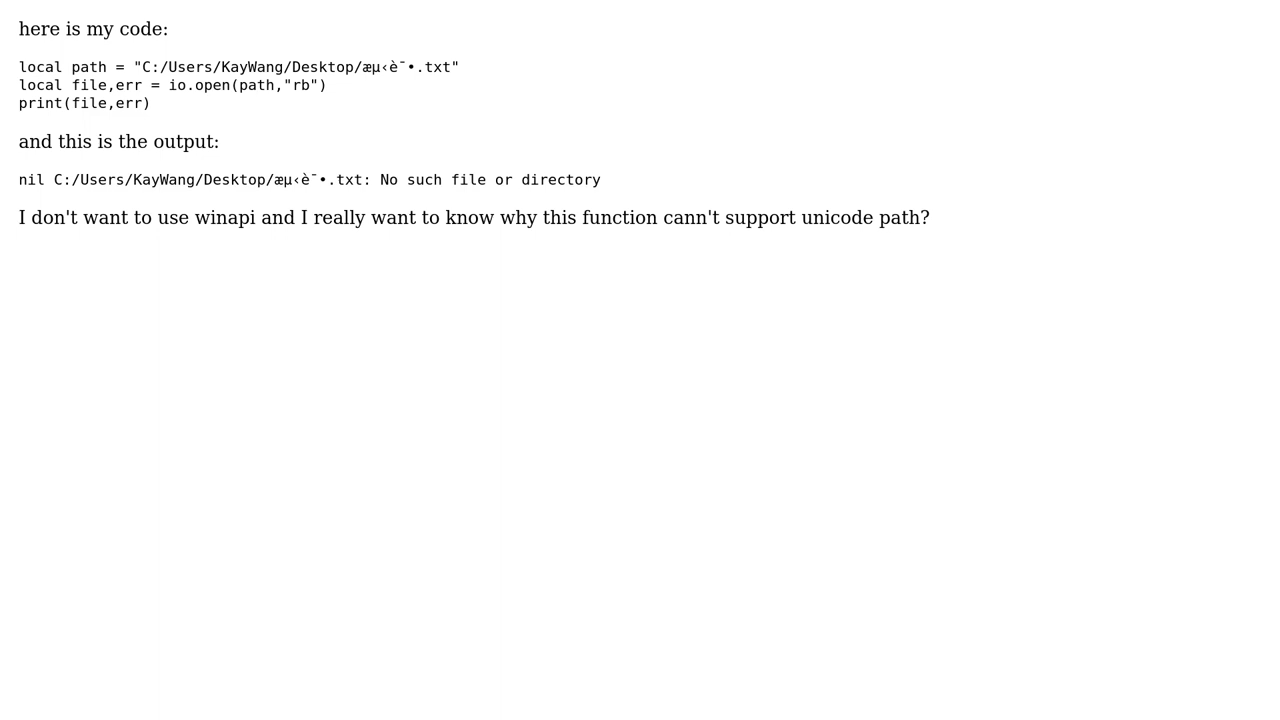 here is my code:
local path = "C:/Users/KayWang/Desktop/æµ‹è¯•.txt"
local file,err = io.open(path,"rb")
print(file,err)
and this is the output:
nil C:/Users/KayWang/Desktop/æµ‹è¯•.txt: No such file or directory
I don't want to use winapi and I really want to know why this function cann't support unicode path?